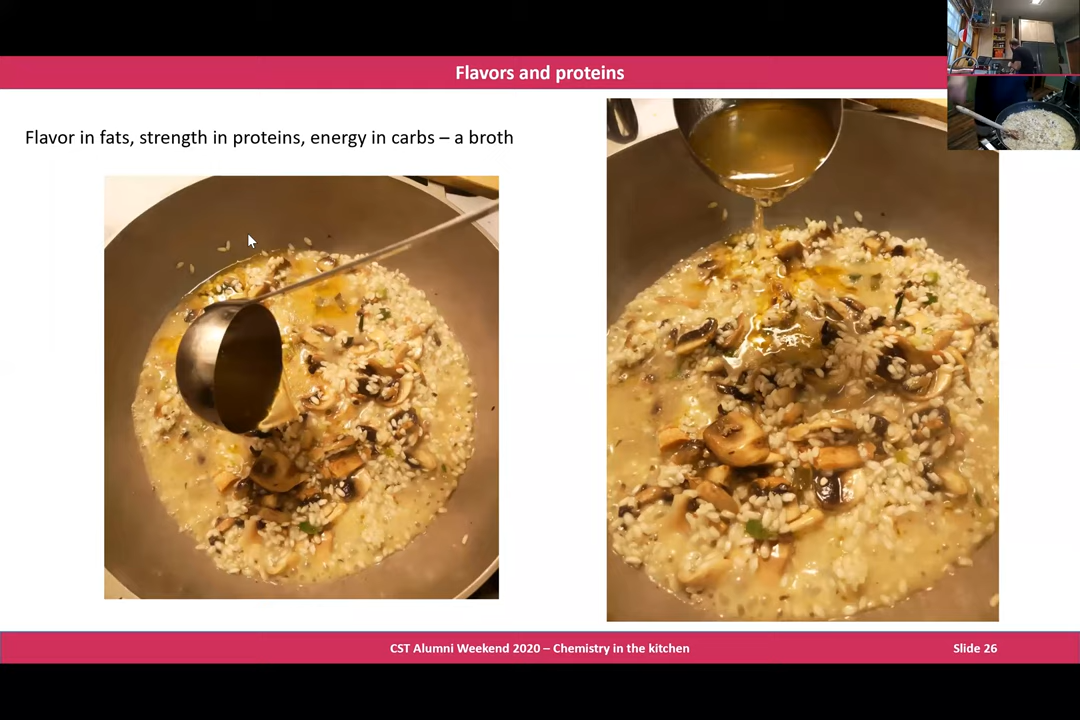 Flavors and proteins
Flavor in fats, strength in proteins, energy in carbs – a broth
CST Alumni Weekend 2020 – Chemistry in the kitchen
Slide 26